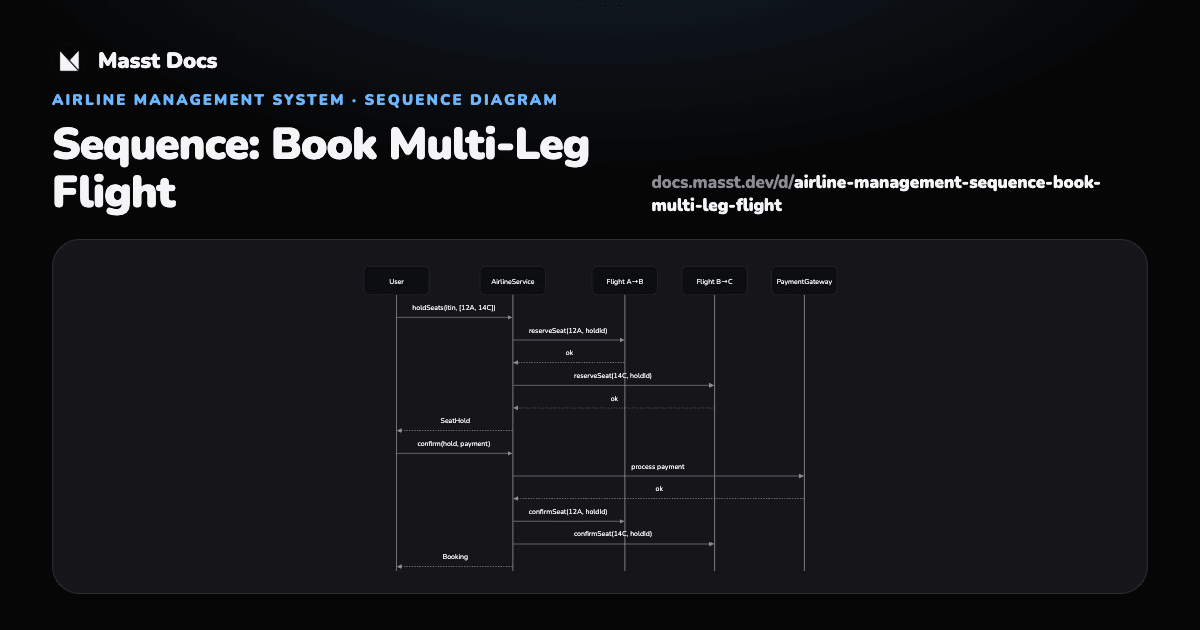 Masst Docs
AIRLINE MANAGEMENT SYSTEM · SEQUENCE DIAGRAM
Sequence: Book Multi-Leg
Flight
docs.masst.dev/d/airline-management-sequence-book-
multi-leg-flight
User
AirlineService
Flight A→B
Flight B→C
PaymentGateway
holdSeats(itin, [12A, 14C])
reserveSeat(12A, holdId)
ok
reserveSeat(14C, holdId)
ok
SeatHold
confirm(hold, payment)
process payment
ok
confirmSeat(12A, holdId)
confirmSeat(14C, holdId)
Booking